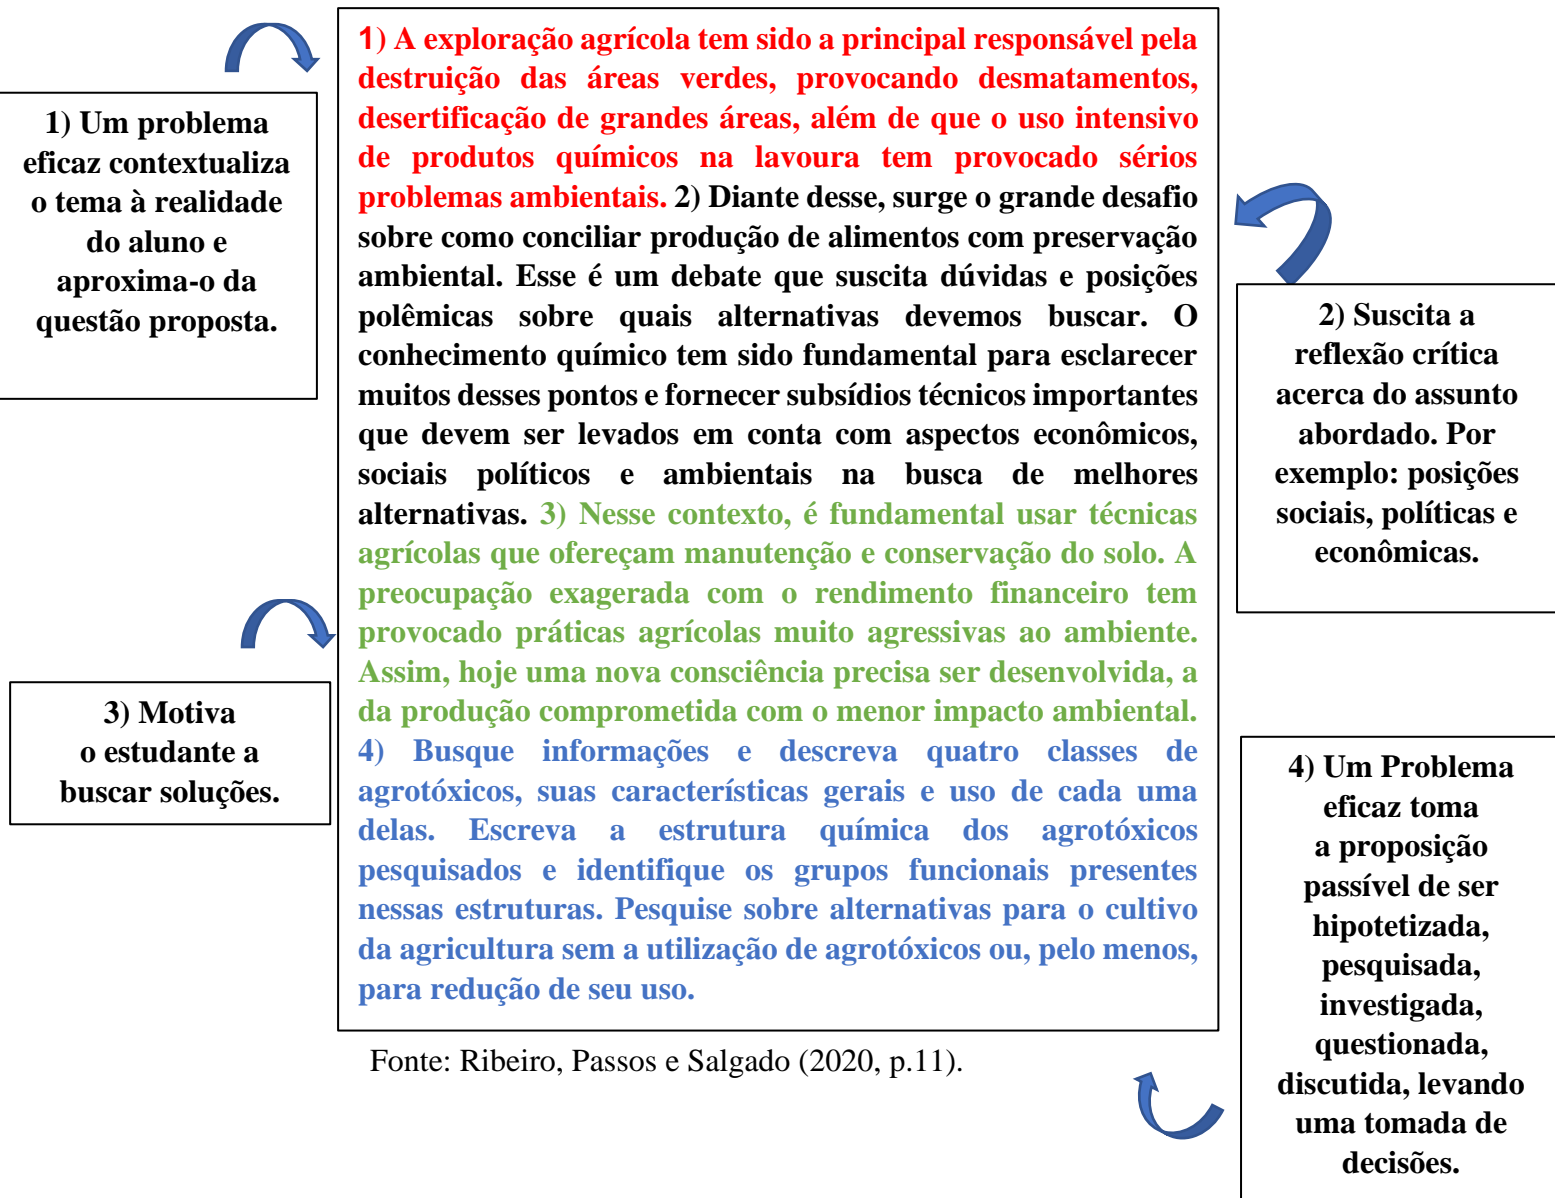 1) Um problema
eficaz contextualiza
o tema à realidade
do aluno e
aproxima-o da
questão proposta.
1) A exploração agrícola tem sido a principal responsável pela
destruição das áreas verdes, provocando desmatamentos,
desertificação de grandes áreas, além de que o uso intensivo
de produtos químicos na lavoura tem provocado sérios
problemas ambientais. 2) Diante desse, surge o grande desafio
sobre como conciliar produção de alimentos com preservação
ambiental. Esse é um debate que suscita dúvidas e posições
polêmicas sobre quais alternativas devemos buscar. O
conhecimento químico tem sido fundamental para esclarecer
muitos desses pontos e fornecer subsídios técnicos importantes
que devem ser levados em conta com aspectos econômicos,
sociais políticos e ambientais na busca de melhores
alternativas. 3) Nesse contexto, é fundamental usar técnicas
agrícolas que ofereçam manutenção e conservação do solo. A
preocupação exagerada com o rendimento financeiro tem
provocado práticas agrícolas muito agressivas ao ambiente.
Assim, hoje uma nova consciência precisa ser desenvolvida, a
da produção comprometida com o menor impacto ambiental.
4) Busque informações e descreva quatro classes de
agrotóxicos, suas características gerais e uso de cada uma
delas. Escreva a estrutura química dos agrotóxicos
pesquisados e identifique os grupos funcionais presentes
nessas estruturas. Pesquise sobre alternativas para o cultivo
da agricultura sem a utilização de agrotóxicos ou, pelo menos,
para redução de seu uso.
2) Suscita a
reflexão crítica
acerca do assunto
abordado. Por
exemplo: posições
sociais, políticas e
econômicas.
3) Motiva
o estudante a
buscar soluções.
4) Um Problema
eficaz toma
a proposição
passível de ser
hipotetizada,
pesquisada,
investigada,
questionada,
discutida, levando
uma tomada de
decisões.
Fonte: Ribeiro, Passos e Salgado (2020, p.11).